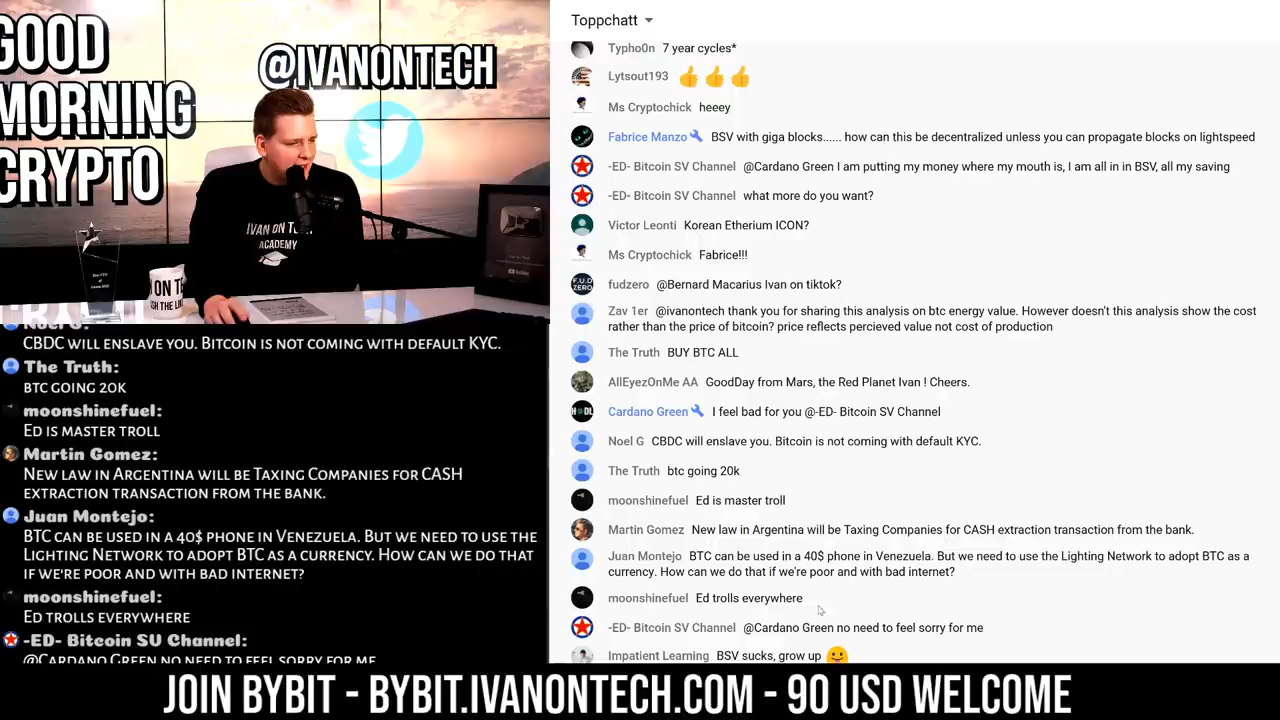 GOOD
MORNING
CRYPTO
@IVANONTECH
IVAN ON T
ACADEMY
ON TE
SH THE LIM
Noel G:
CBDC will enslave you. Bitcoin is not coming with default KYC.
The Truth:
btc going 20k
moonshinefuel:
Ed is master troll
Martin Gomez:
New law in Argentina will be Taxing Companies for CASH
extraction transaction from the bank.
Juan Montejo:
BTC can be used in a 40$ phone in Venezuela. But we need to use the
Lighting Network to adopt BTC as a currency. How can we do that
if we're poor and with bad internet?
moonshinefuel:
Ed trolls everywhere
-ED- Bitcoin SV Channel:
@Cardano Green no need to feel sorry for me
Toppchatt
Typho0n 7 year cycles*
Lytsout193 👍👍👍
Ms Cryptochick heeey
Fabrice Manzo BSV with giga blocks...... how can this be decentralized unless you can propagate blocks on lightspeed
-ED- Bitcoin SV Channel @Cardano Green I am putting my money where my mouth is, I am all in in BSV, all my saving
-ED- Bitcoin SV Channel what more do you want?
Victor Leonti Korean Etherium ICON?
Ms Cryptochick Fabrice!!!
F.U.D ZERO fudzero @Bernard Macarius Ivan on tiktok?
Zav 1er @ivanontech thank you for sharing this analysis on btc energy value. However doesn't this analysis show the cost
rather than the price of bitcoin? price reflects percieved value not cost of production
The Truth BUY BTC ALL
AllEyezOnMe AA GoodDay from Mars, the Red Planet Ivan ! Cheers.
Cardano Green I feel bad for you @-ED- Bitcoin SV Channel
Noel G CBDC will enslave you. Bitcoin is not coming with default KYC.
The Truth btc going 20k
moonshinefuel Ed is master troll
Martin Gomez New law in Argentina will be Taxing Companies for CASH extraction transaction from the bank.
Juan Montejo BTC can be used in a 40$ phone in Venezuela. But we need to use the Lighting Network to adopt BTC as a
currency. How can we do that if we're poor and with bad internet?
moonshinefuel Ed trolls everywhere
-ED- Bitcoin SV Channel @Cardano Green no need to feel sorry for me
Impatient Learning BSV sucks, grow up 😀
JOIN BYBIT - BYBIT.IVANONTECH.COM - 90 USD WELCOME